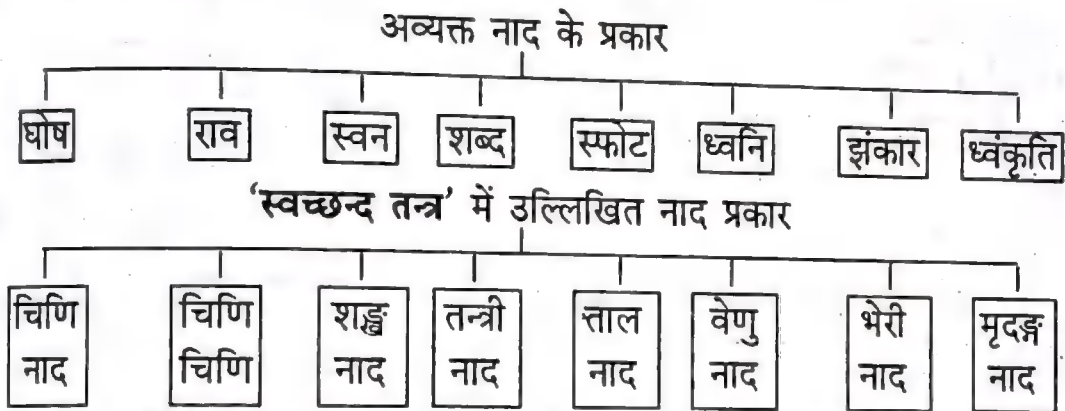 अव्यक्त नाद के प्रकार
घोष राव स्वन शब्द स्फोट ध्वनि झंकार ध्वंकृति
‘स्वच्छन्द तन्त्र’ में उल्लिखित नाद प्रकार
चिणि चिणि शङ्ख तन्त्री त्ताल वेणु भेरी मृदङ्ग
नाद चिणि नाद नाद नाद नाद नाद नाद